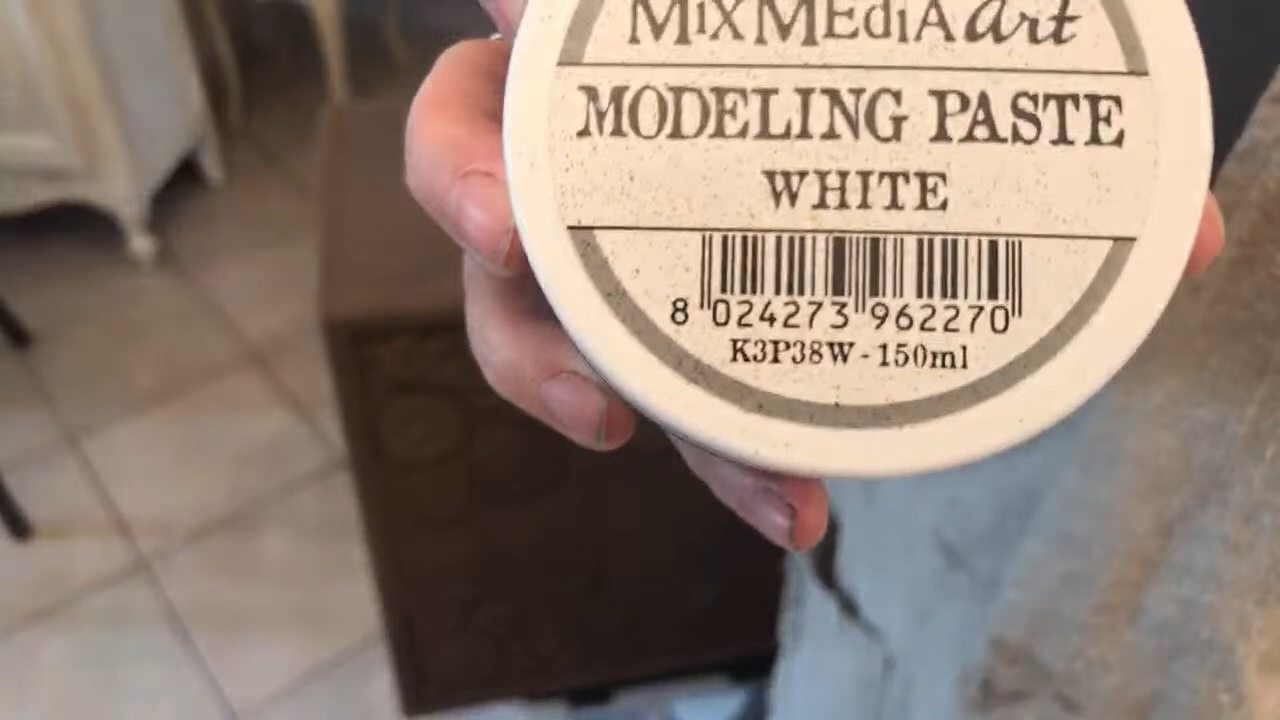 MixMEdiA art
MODELING PASTE
WHITE
8 024273 962270
K3P38W - 150ml